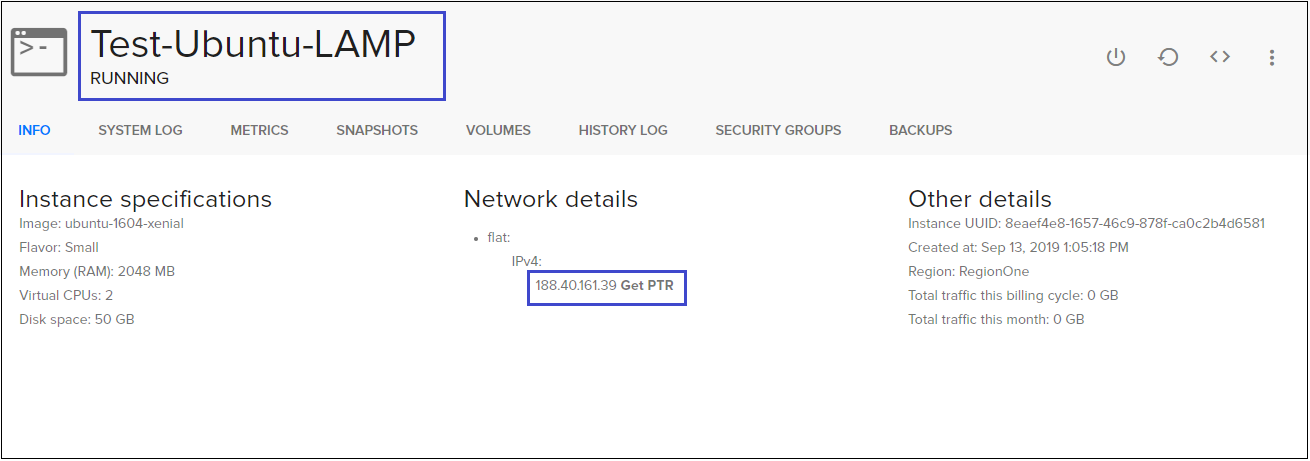 Test-Ubuntu-LAMP
RUNNING
INFO SYSTEM LOG METRICS SNAPSHOTS VOLUMES HISTORY LOG SECURITY GROUPS BACKUPS
Instance specifications
Image: ubuntu-1604-xenial
Flavor: Small
Memory (RAM): 2048 MB
Virtual CPUs: 2
Disk space: 50 GB
Network details
flat:
IPv4:
188.40.161.39 Get PTR
Other details
Instance UUID: 8eaef4e8-1657-46c9-878f-ca0c2b4d6581
Created at: Sep 13, 2019 1:05:18 PM
Region: RegionOne
Total traffic this billing cycle: 0 GB
Total traffic this month: 0 GB